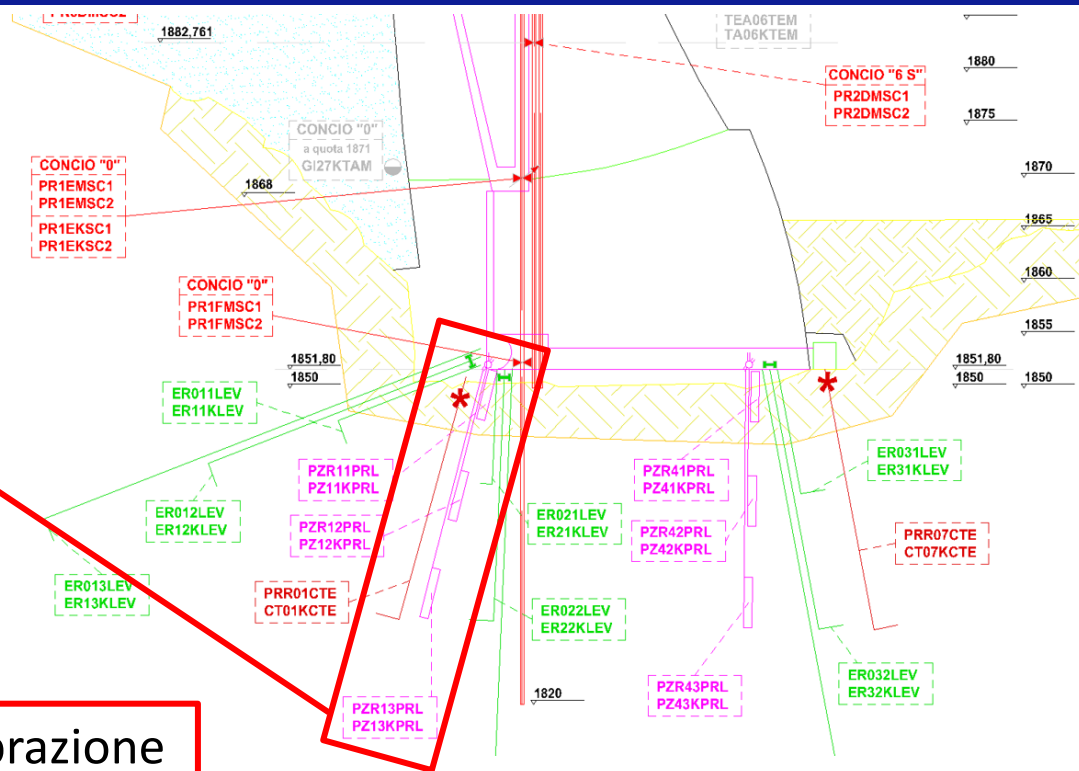 TEA06TEM
TA06KTEM
1882,761
1880
CONCIO "6 S"
PR2DMSC1
PR2DMSC2
1875
CONCIO "0"
a quota 1871
GI27KTAM
CONCIO "0"
PR1EMSC1
PR1EMSC2
PR1EKSC1
PR1EKSC2
1870
1868
1865
1860
CONCIO "0"
PR1FMSC1
PR1FMSC2
1855
1851,80
1850
1851,80
1850
1850
ER011LEV
ER11KLEV
*
*
ER031LEV
ER31KLEV
PZR11PRL
PZ11KPRL
PZR41PRL
PZ41KPRL
ER012LEV
ER12KLEV
ER021LEV
ER21KLEV
PZR12PRL
PZ12KPRL
PZR42PRL
PZ42KPRL
PRR07CTE
CT07KCTE
ER013LEV
ER13KLEV
PRR01CTE
CT01KCTE
ER022LEV
ER22KLEV
ER032LEV
ER32KLEV
PZR43PRL
PZ43KPRL
1820
PZR13PRL
PZ13KPRL
orazione